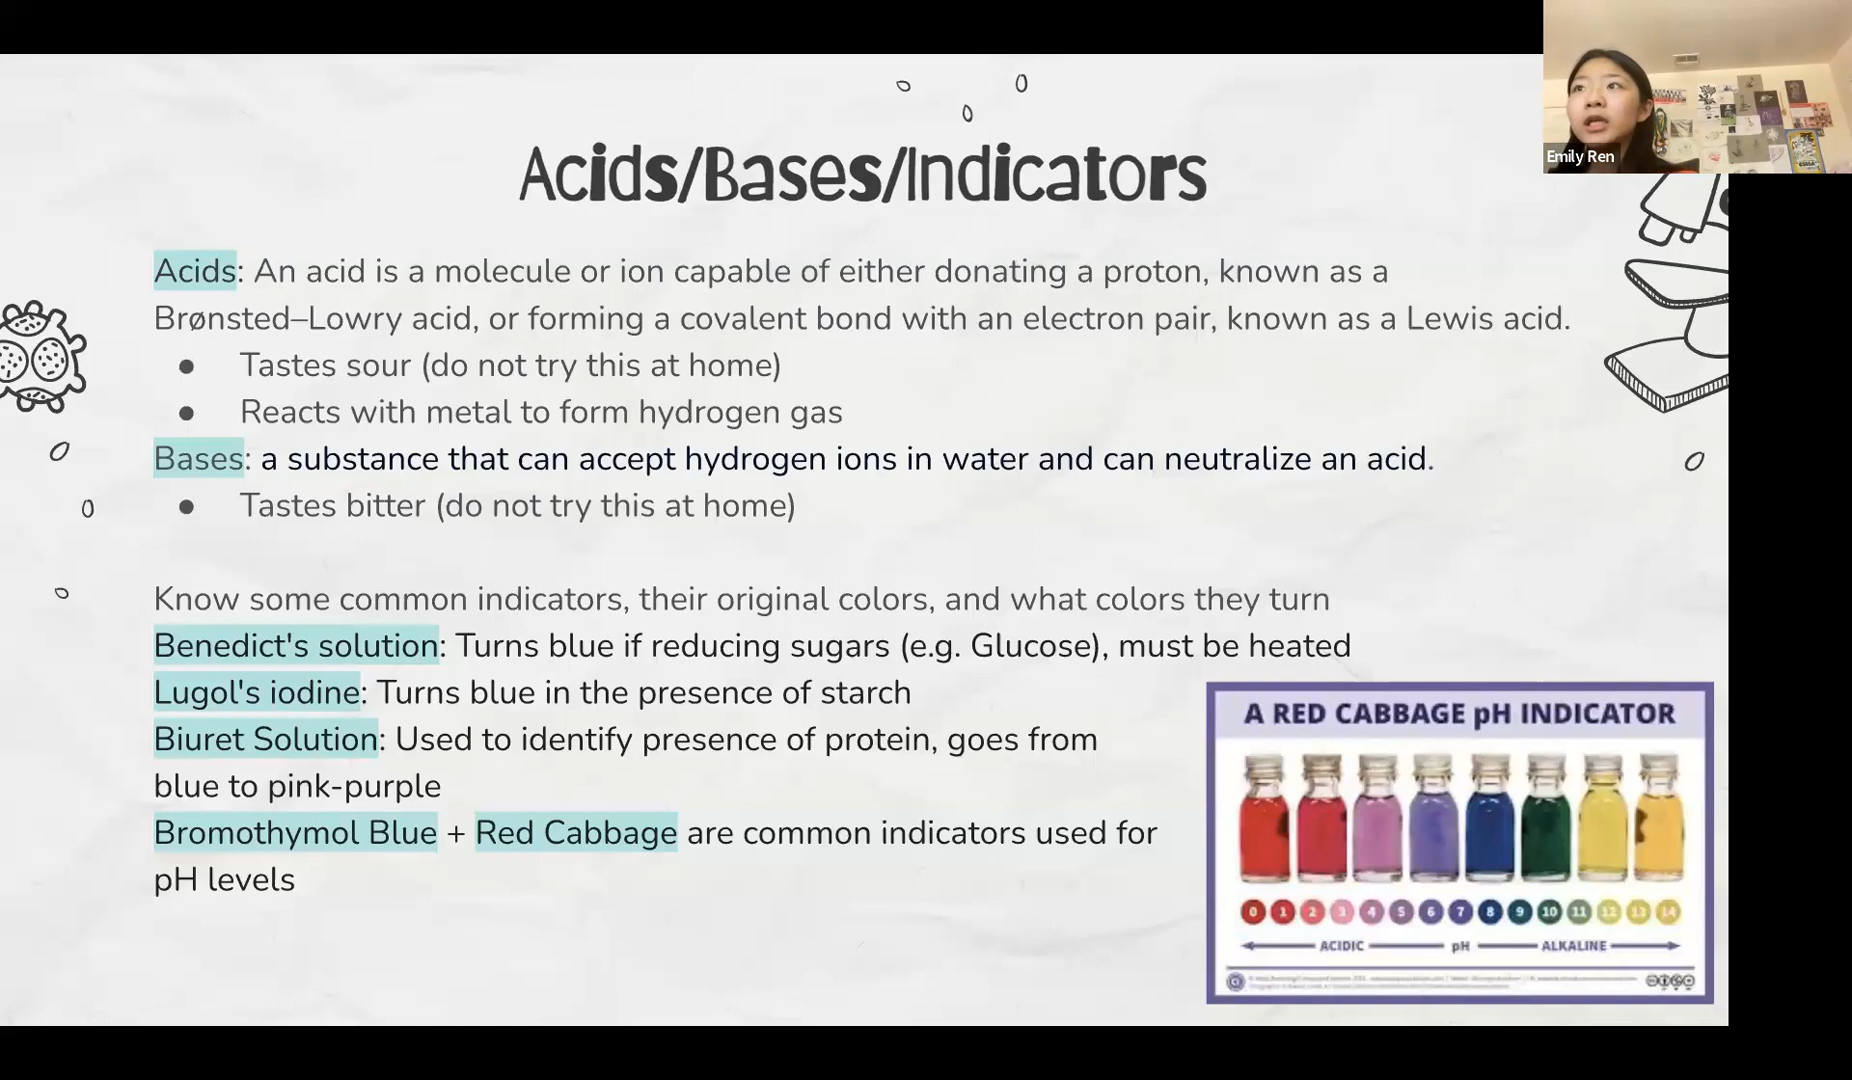 Acids/Bases/Indicators
Emily Ren
Acids: An acid is a molecule or ion capable of either donating a proton, known as a
Brønsted–Lowry acid, or forming a covalent bond with an electron pair, known as a Lewis acid.
● Tastes sour (do not try this at home)
● Reacts with metal to form hydrogen gas
Bases: a substance that can accept hydrogen ions in water and can neutralize an acid.
● Tastes bitter (do not try this at home)
Know some common indicators, their original colors, and what colors they turn
Benedict's solution: Turns blue if reducing sugars (e.g. Glucose), must be heated
Lugol's iodine: Turns blue in the presence of starch
Biuret Solution: Used to identify presence of protein, goes from
blue to pink-purple
Bromothymol Blue + Red Cabbage are common indicators used for
pH levels
A RED CABBAGE pH INDICATOR
0 1 2 3 4 5 6 7 8 9 10 11 12 13 14
ACIDIC pH ALKALINE